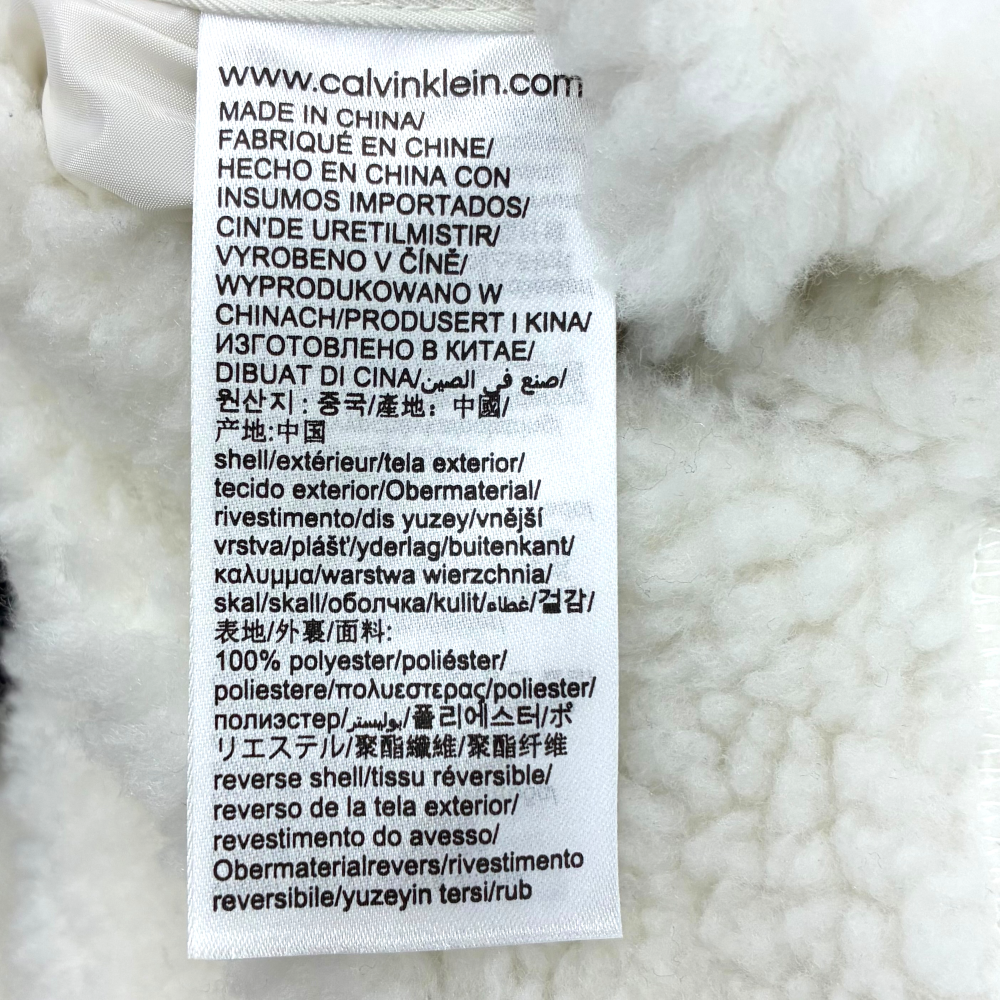 www.calvinklein.com
MADE IN CHINA/
FABRIQUÉ EN CHINE/
HECHO EN CHINA CON
INSUMOS IMPORTADOS/
CIN'DE URETILMISTIR/
VYROBENO V ČÍNĚ/
WYPRODUKOWANO W
CHINACH/PRODUSERT I KINA/
ИЗГОТОВЛЕНО В КИТАЕ/
DIBUAT DI CINA/صنع في الصين/
원산지 : 중국/產地：中國/
产地:中国
shell/extérieur/tela exterior/
tecido exterior/Obermaterial/
rivestimento/dis yuzey/vnější
vrstva/plášt'/yderlag/buitenkant/
καλυμμα/warstwa wierzchnia/
skal/skall/оболчка/kulit/غطاء/겉감/
表地/外裏/面料:
100% polyester/poliéster/
poliestere/πολυεστερας/poliester/
полиэстер/بوليستر/폴리에스터/ポ
リエステル/聚酯纖維/聚酯纤维
reverse shell/tissu réversible/
reverso de la tela exterior/
revestimento do avesso/
Obermaterialrevers/rivestimento
reversibile/yuzeyin tersi/rub